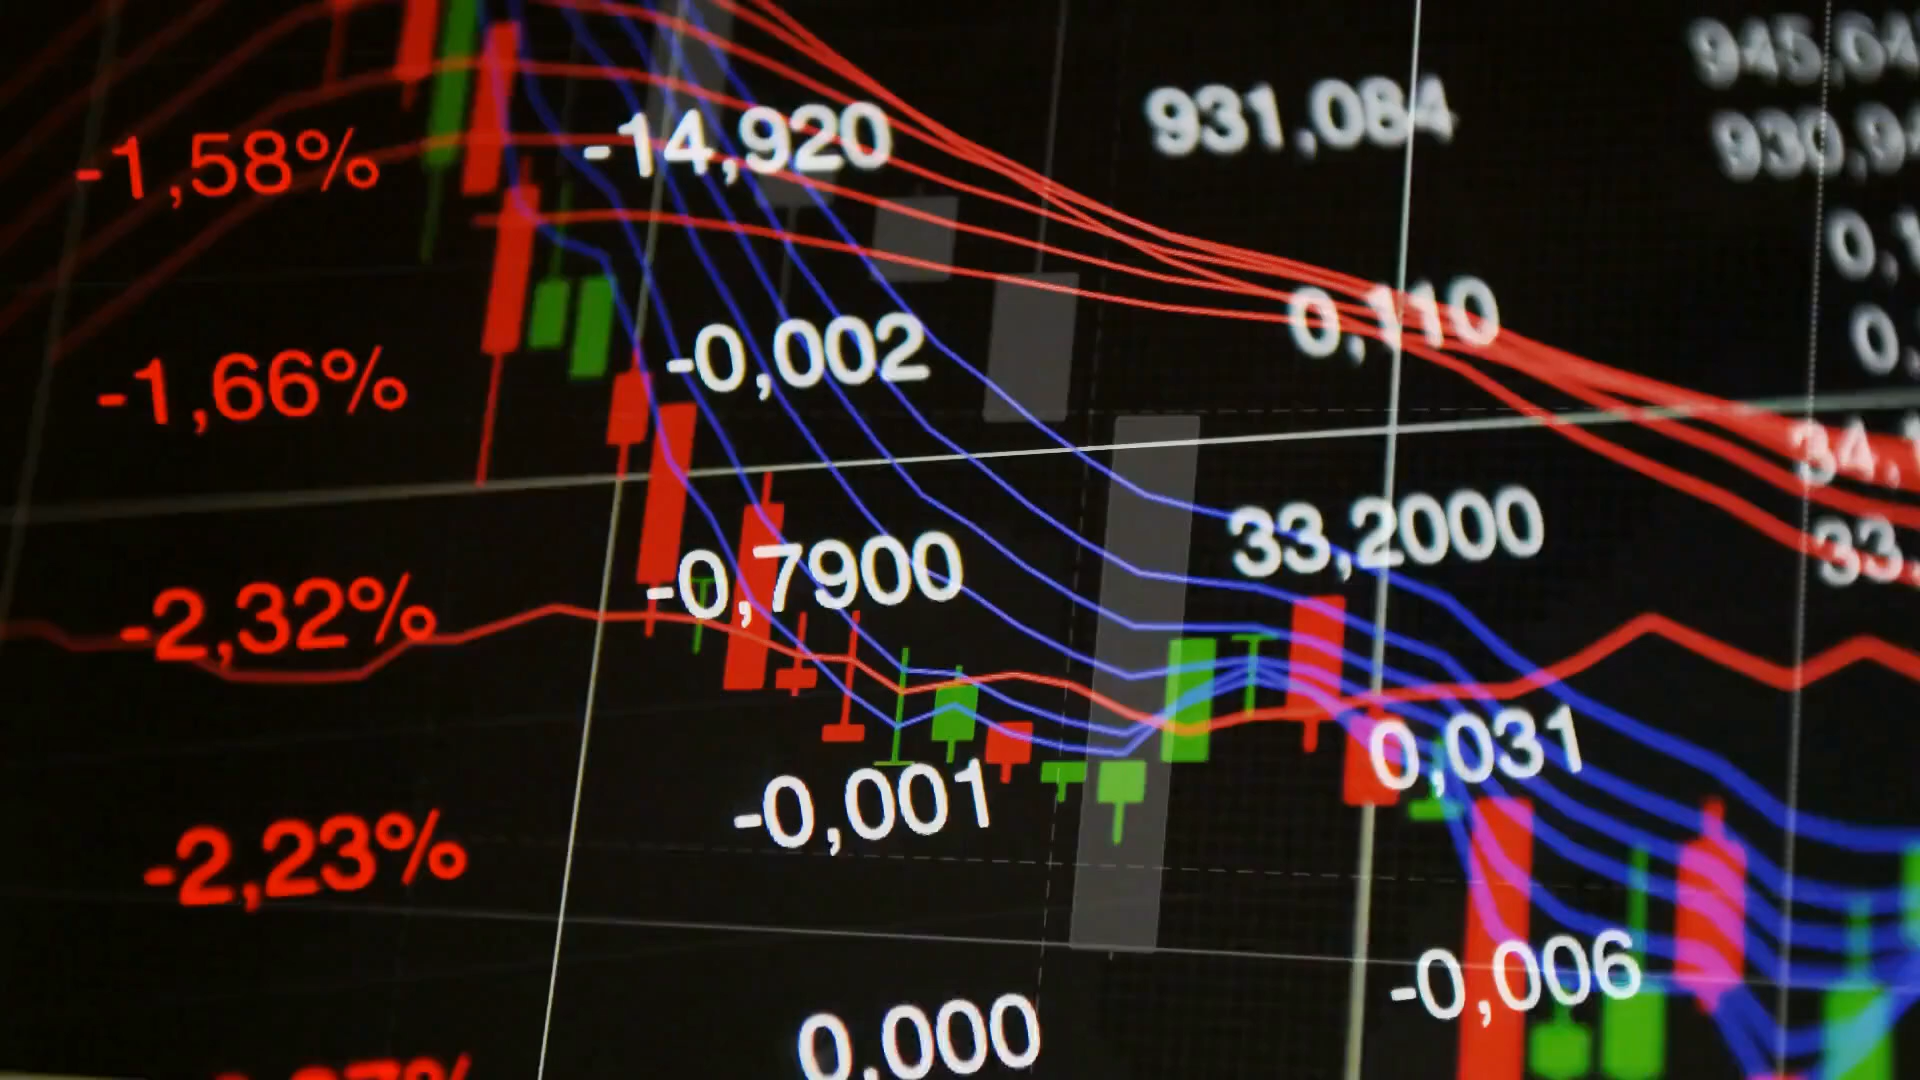 -1,58% -14,920 931,084
-1,66% -0,002 0,110
-2,32% -0,7900 33,2000
-2,23% -0,001 0,031
0,000 -0,006